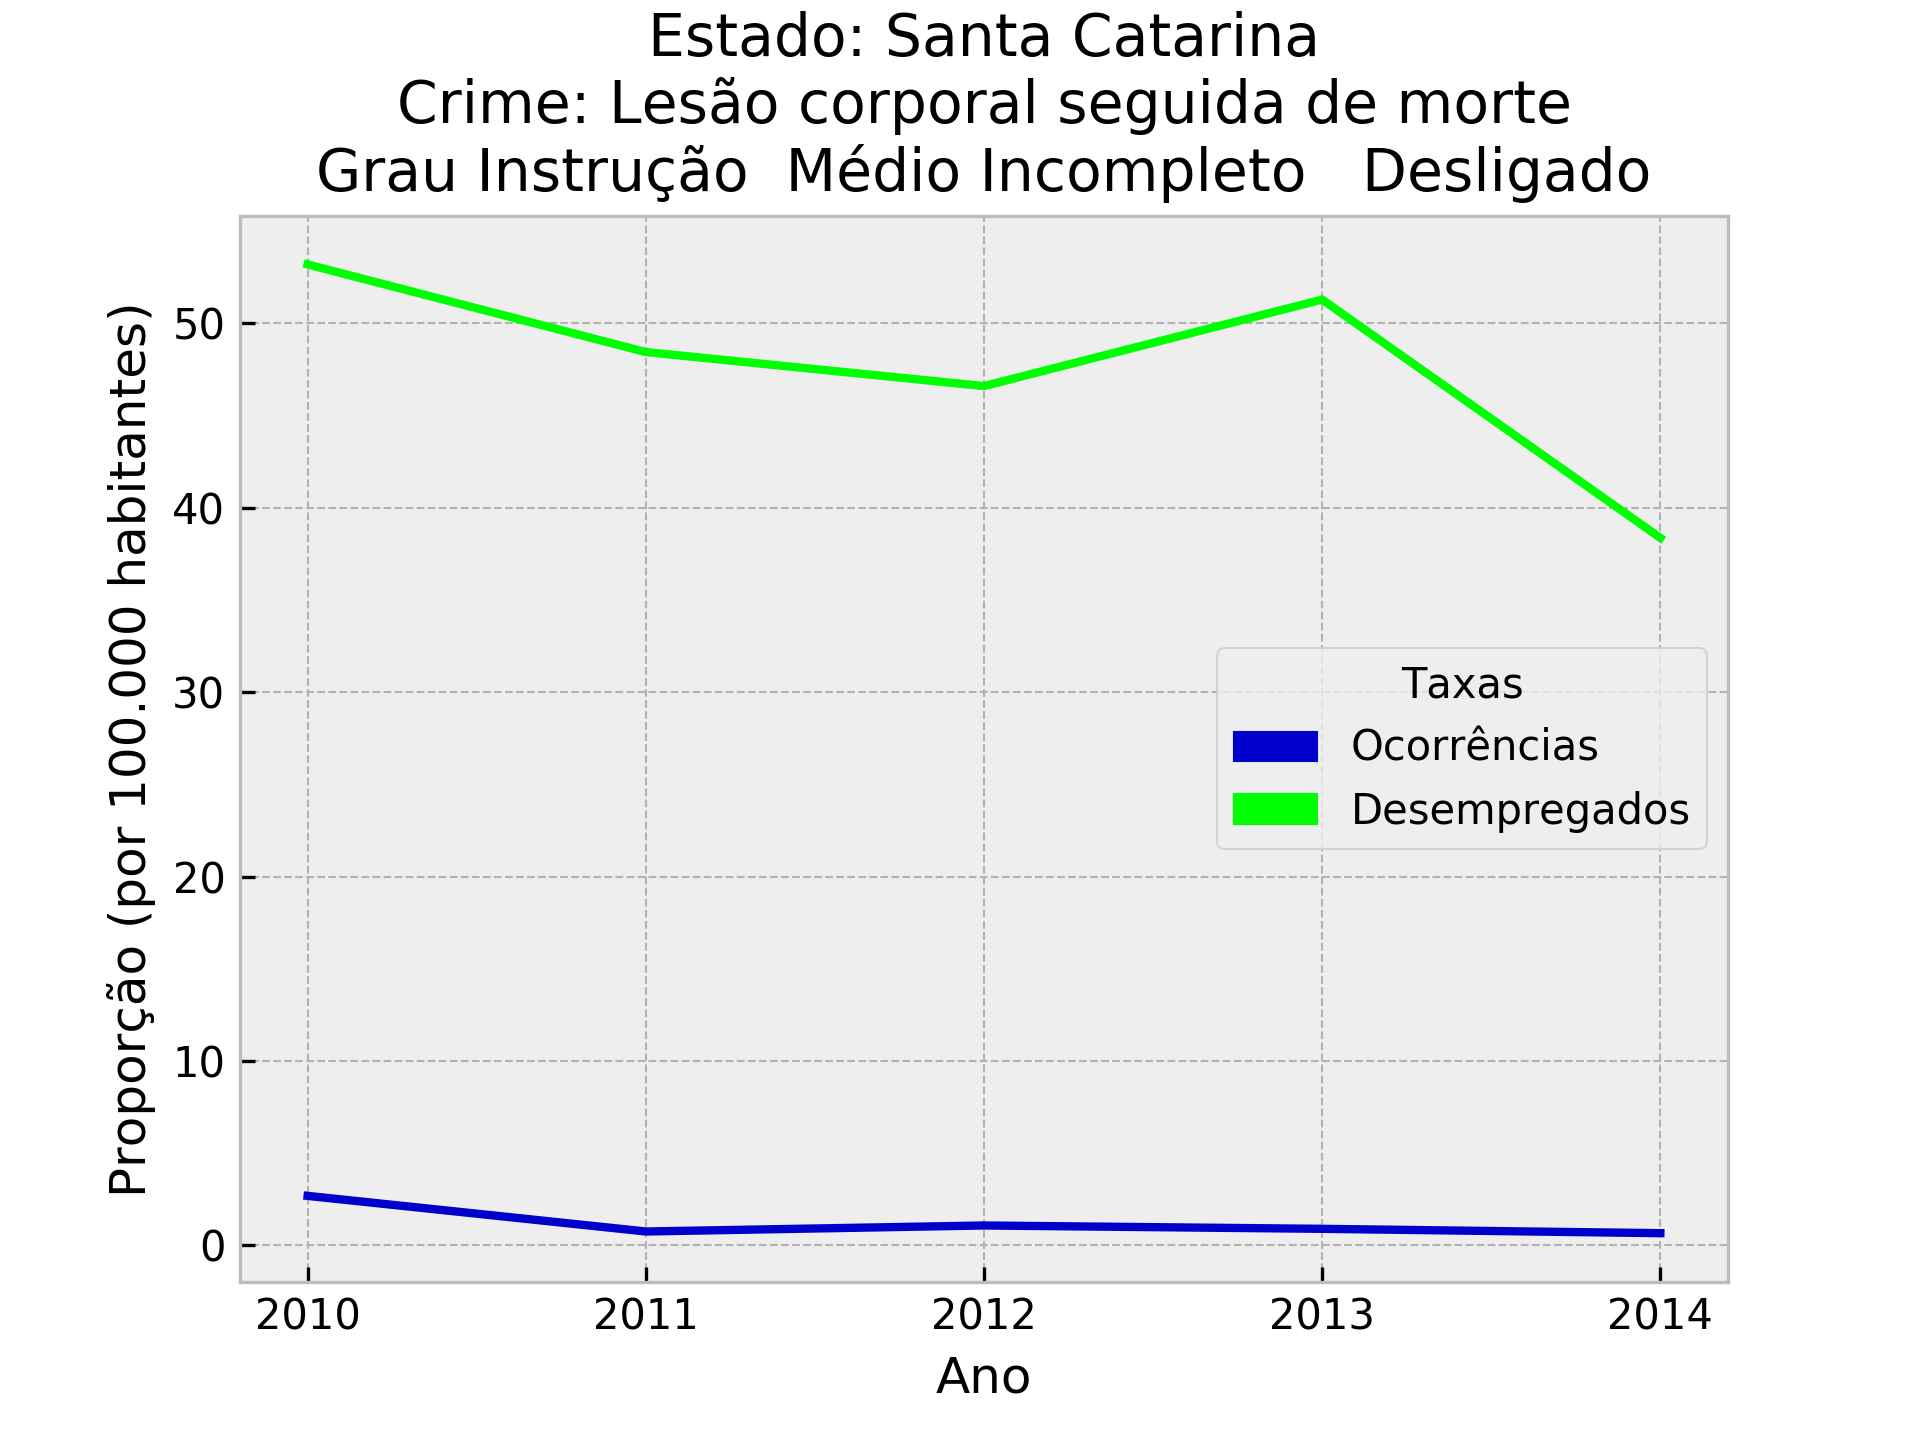 Estado: Santa Catarina
Crime: Lesão corporal seguida de morte
Grau Instrução  Médio Incompleto   Desligado
Proporção (por 100.000 habitantes)
50
40
30
20
10
0
Taxas
Ocorrências
Desempregados
2010
2011
2012
2013
2014
Ano